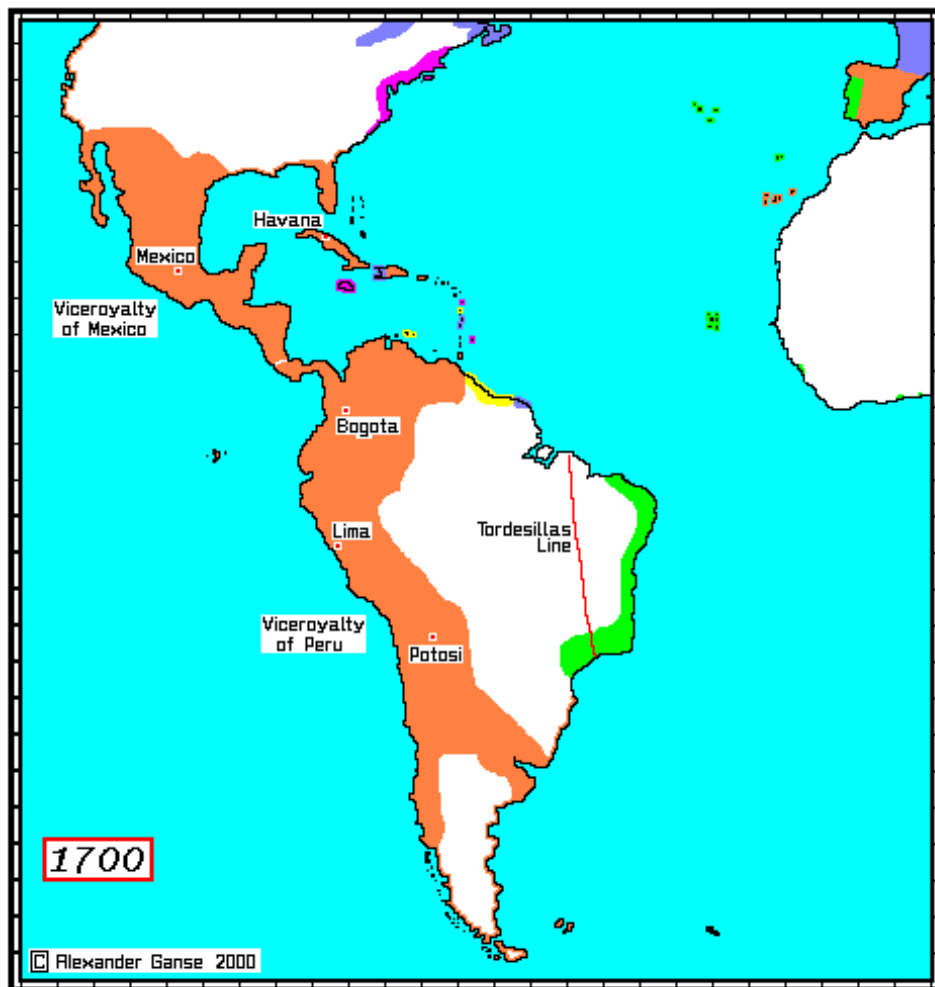 Havana
Mexico
Viceroyalty
of Mexico
Bogota
Lima
Tordesillas
Line
Viceroyalty
of Peru
Potosi
1700
C Alexander Ganse 2000